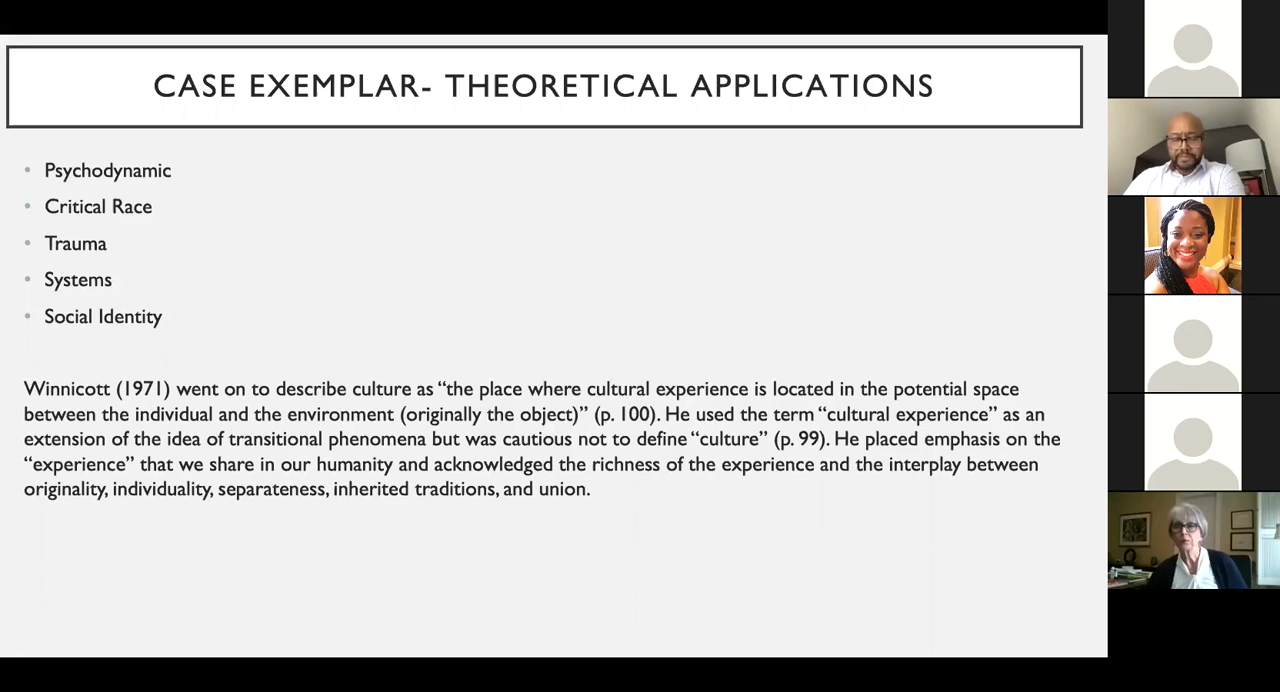 CASE EXEMPLAR- THEORETICAL APPLICATIONS
• Psychodynamic
• Critical Race
• Trauma
• Systems
• Social Identity
Winnicott (1971) went on to describe culture as “the place where cultural experience is located in the potential space
between the individual and the environment (originally the object)” (p. 100). He used the term “cultural experience” as an
extension of the idea of transitional phenomena but was cautious not to define “culture” (p. 99). He placed emphasis on the
“experience” that we share in our humanity and acknowledged the richness of the experience and the interplay between
originality, individuality, separateness, inherited traditions, and union.